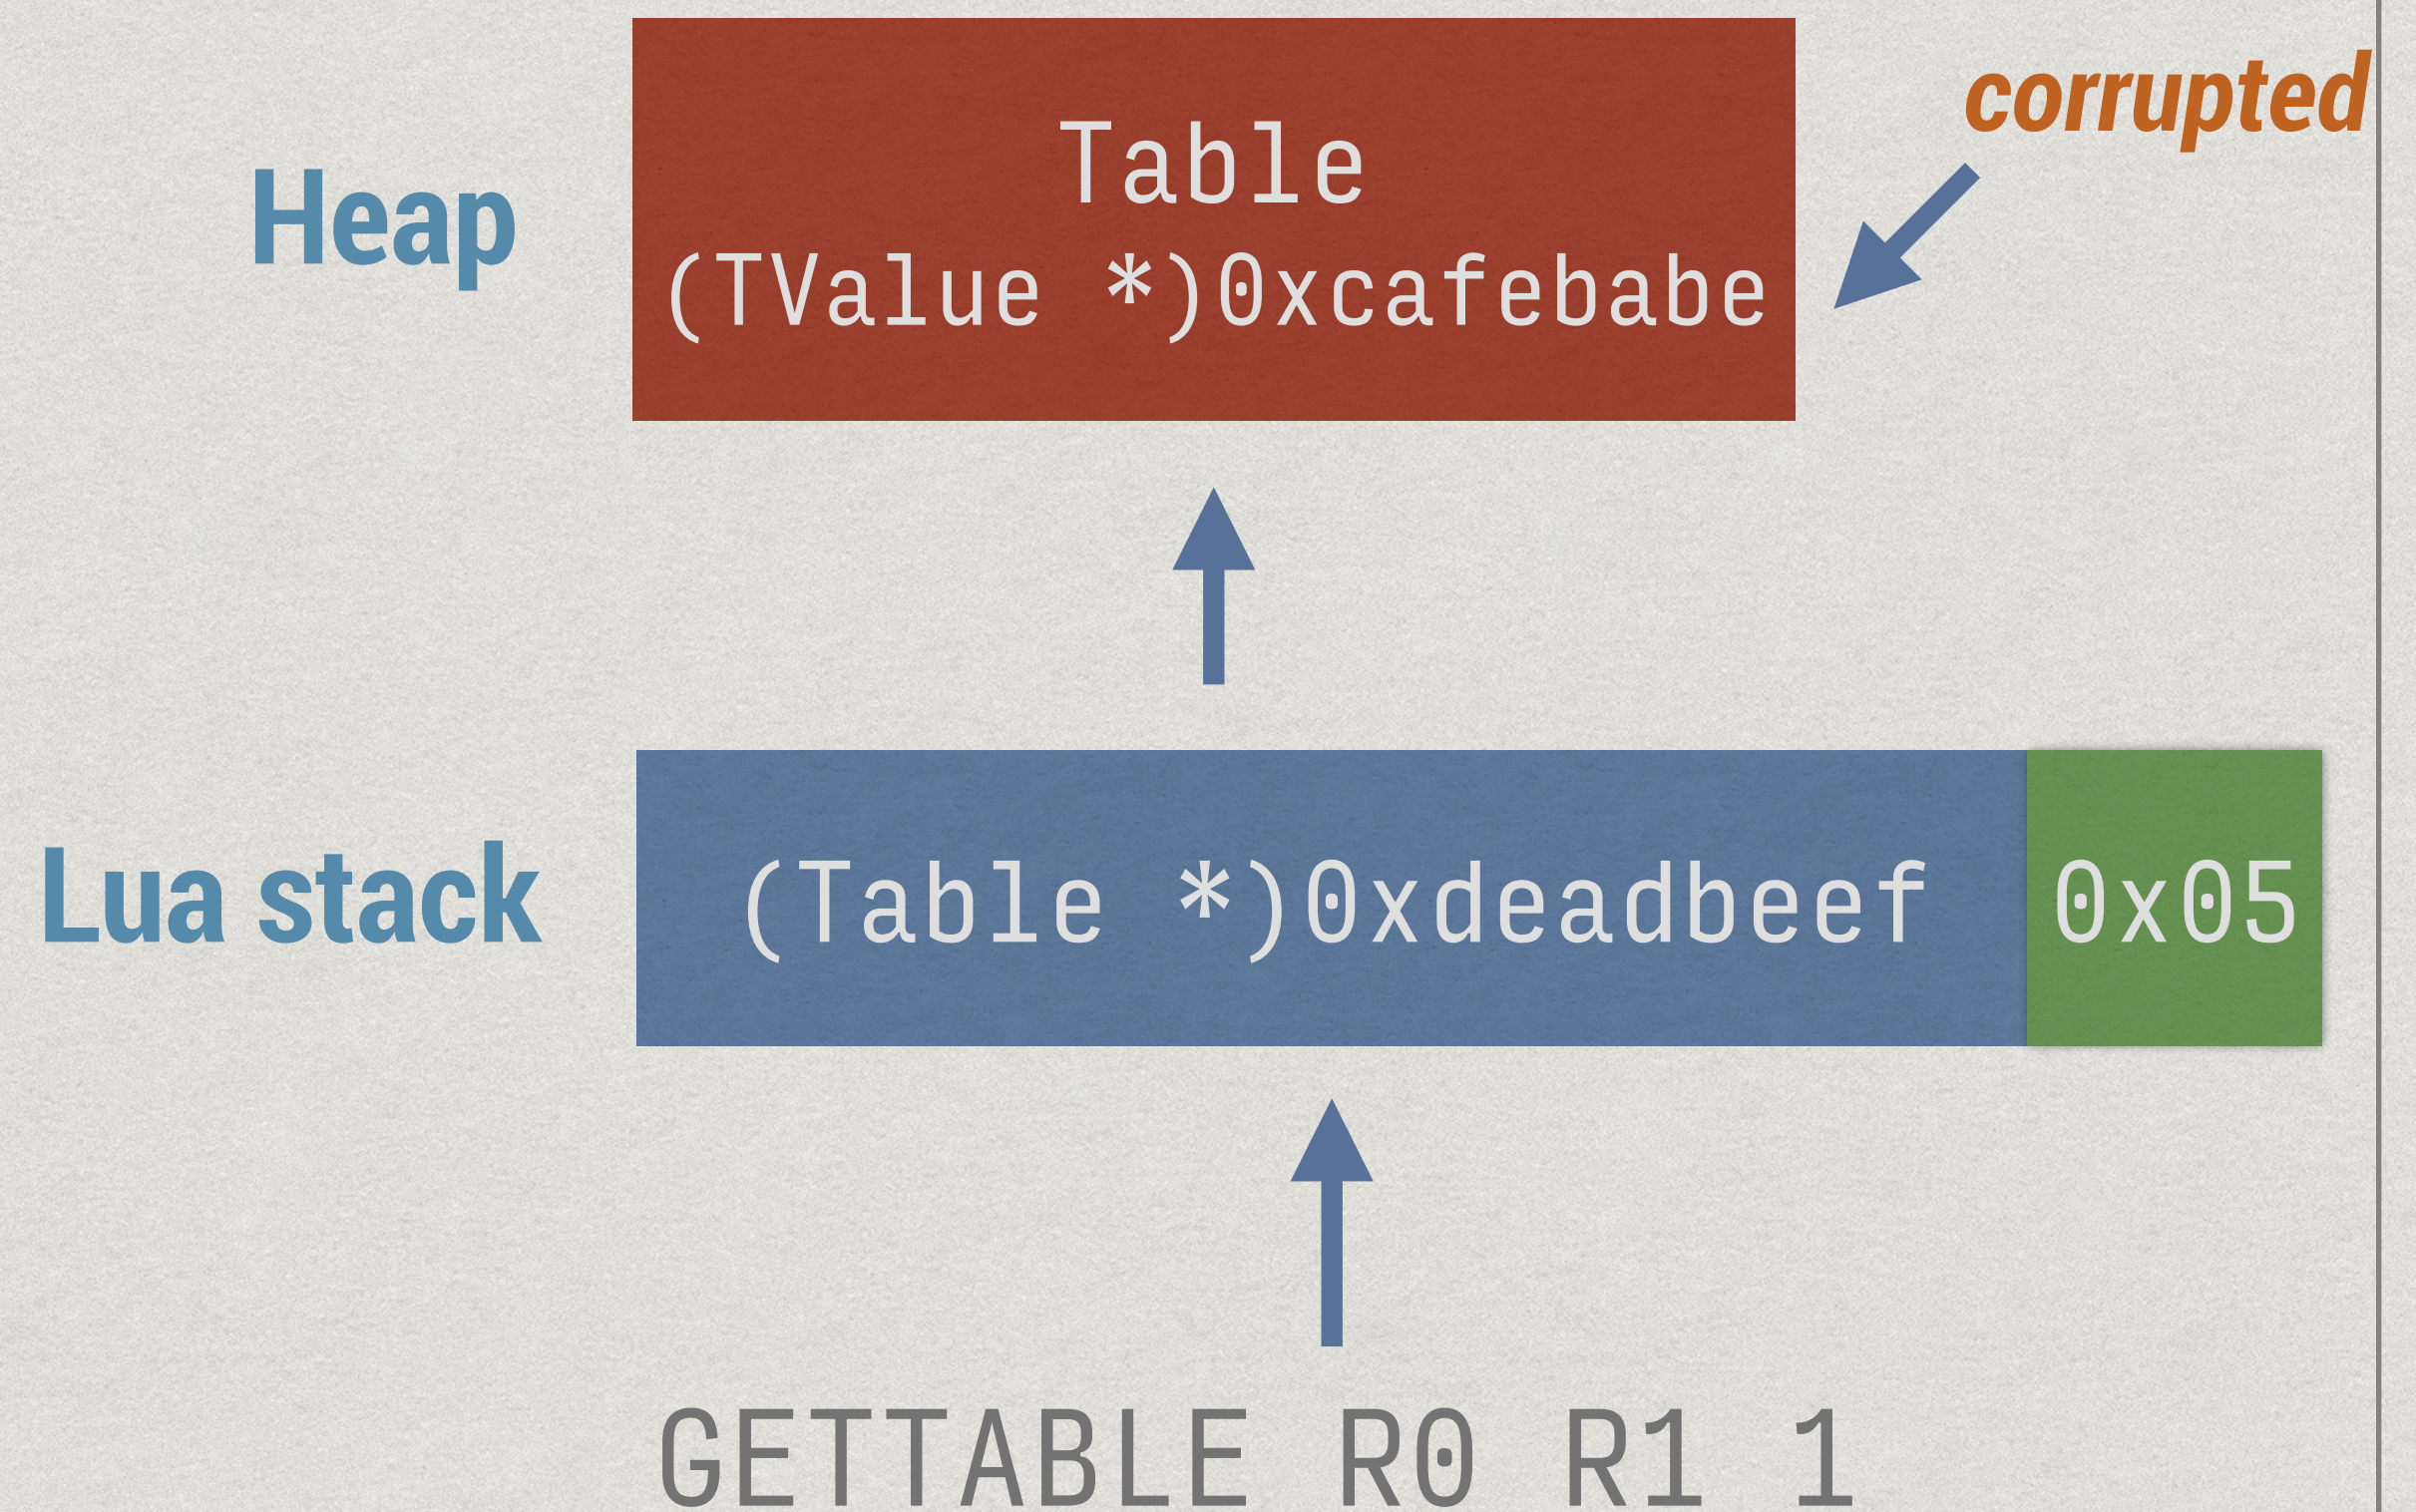 corrupted
Heap
Table
(TValue *)0xcafebabe
Lua stack
(Table *)0xdeadbeef
0x05
GETTABLE R0 R1 1